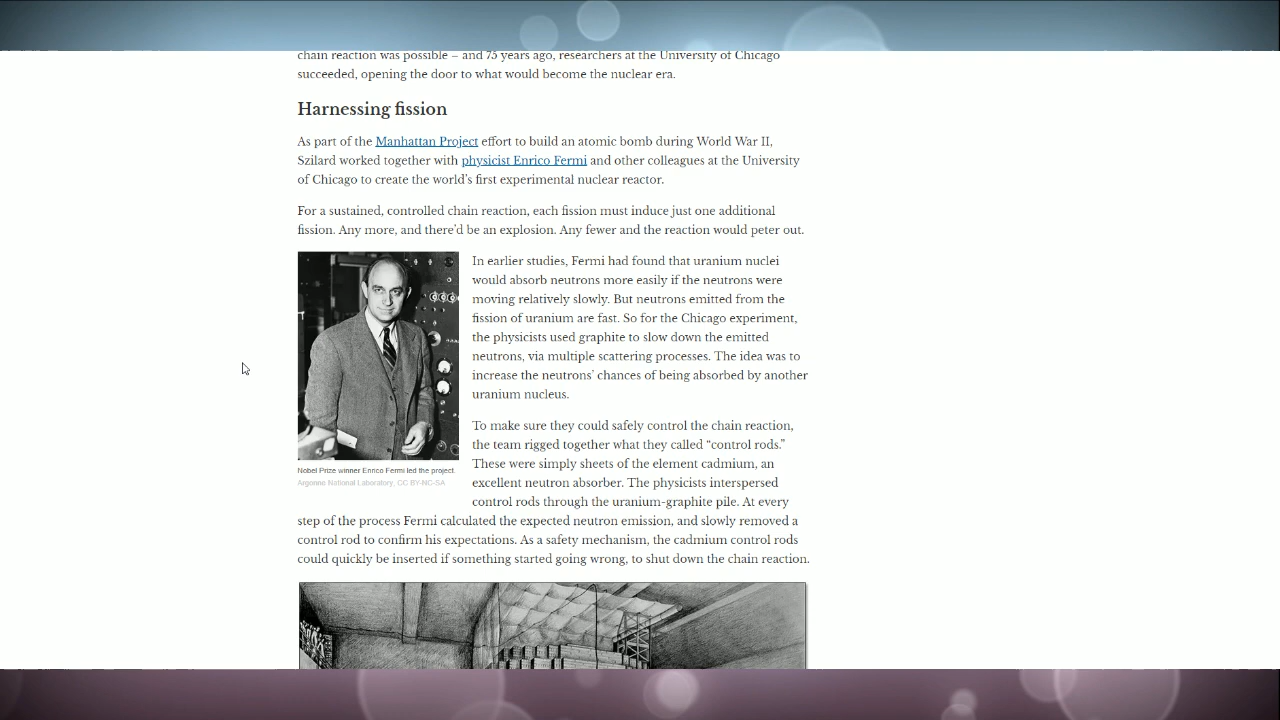 chain reaction was possible – and 75 years ago, researchers at the University of Chicago
succeeded, opening the door to what would become the nuclear era.
Harnessing fission
As part of the Manhattan Project effort to build an atomic bomb during World War II,
Szilard worked together with physicist Enrico Fermi and other colleagues at the University
of Chicago to create the world’s first experimental nuclear reactor.
For a sustained, controlled chain reaction, each fission must induce just one additional
fission. Any more, and there’d be an explosion. Any fewer and the reaction would peter out.
In earlier studies, Fermi had found that uranium nuclei
would absorb neutrons more easily if the neutrons were
moving relatively slowly. But neutrons emitted from the
fission of uranium are fast. So for the Chicago experiment,
the physicists used graphite to slow down the emitted
neutrons, via multiple scattering processes. The idea was to
increase the neutrons’ chances of being absorbed by another
uranium nucleus.
Nobel Prize winner Enrico Fermi led the project.
Argonne National Laboratory, CC BY-NC-SA
To make sure they could safely control the chain reaction,
the team rigged together what they called “control rods.”
These were simply sheets of the element cadmium, an
excellent neutron absorber. The physicists interspersed
control rods through the uranium-graphite pile. At every
step of the process Fermi calculated the expected neutron emission, and slowly removed a
control rod to confirm his expectations. As a safety mechanism, the cadmium control rods
could quickly be inserted if something started going wrong, to shut down the chain reaction.